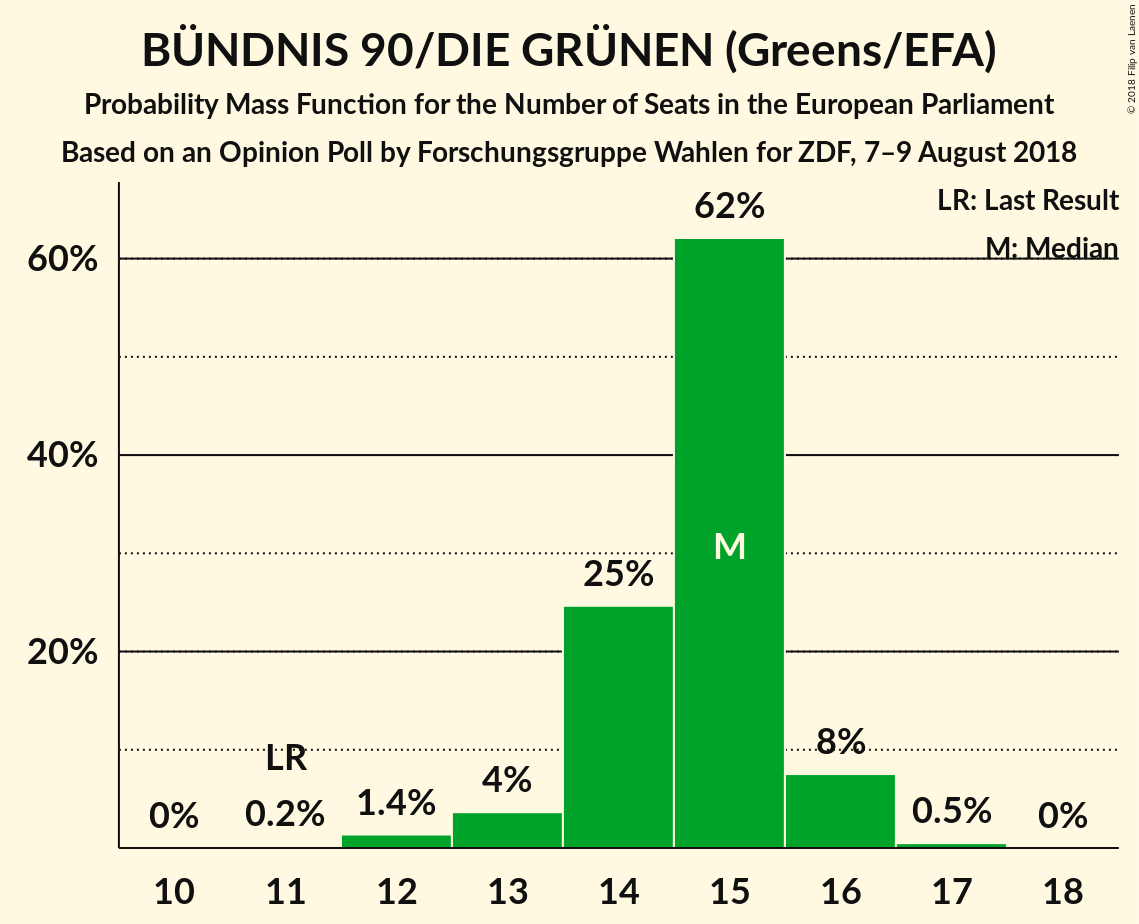 BÜNDNIS 90/DIE GRÜNEN (Greens/EFA)
Probability Mass Function for the Number of Seats in the European Parliament
Based on an Opinion Poll by Forschungsgruppe Wahlen for ZDF, 7–9 August 2018
© 2018 Filip van Laenen
LR: Last Result
M: Median
62%
60%
40%
M
25%
20%
LR
8%
4%
0%
0.2%
1.4%
0.5%
0%
10 11 12 13 14 15 16 17 18